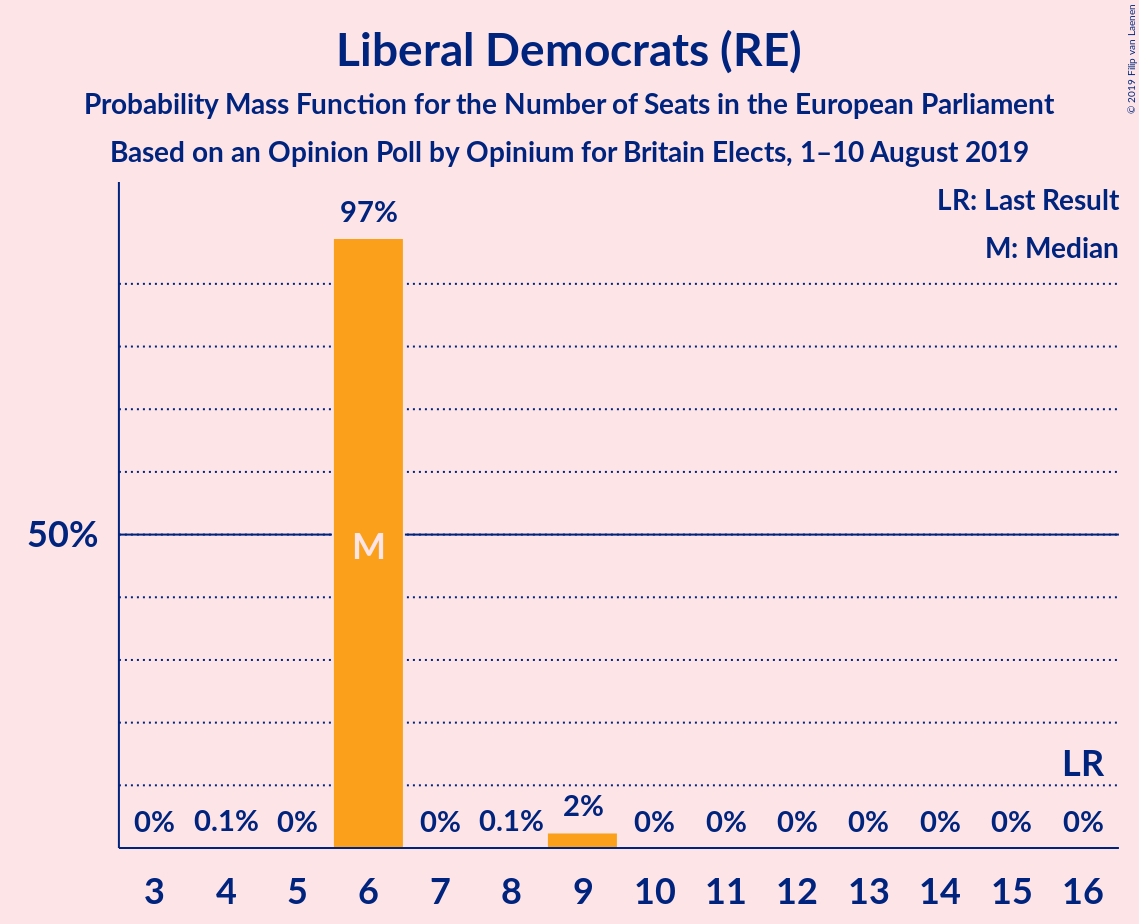 Liberal Democrats (RE)
Probability Mass Function for the Number of Seats in the European Parliament
Based on an Opinion Poll by Opinium for Britain Elects, 1–10 August 2019
© 2019 Filip van Laenen
LR: Last Result
M: Median
97%
50%
M
LR
0% 0.1% 0% 0% 0.1% 2% 0% 0% 0% 0% 0% 0% 0%
3 4 5 6 7 8 9 10 11 12 13 14 15 16